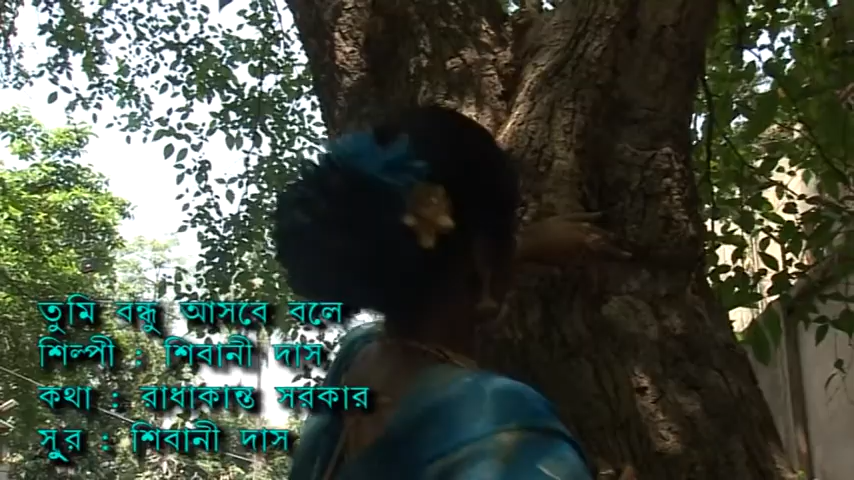 তুমি বন্ধু আসবে বলে
শিল্পী : শিবানী দাস
কথা : রাধাকান্ত সরকার
সুর : শিবানী দাস